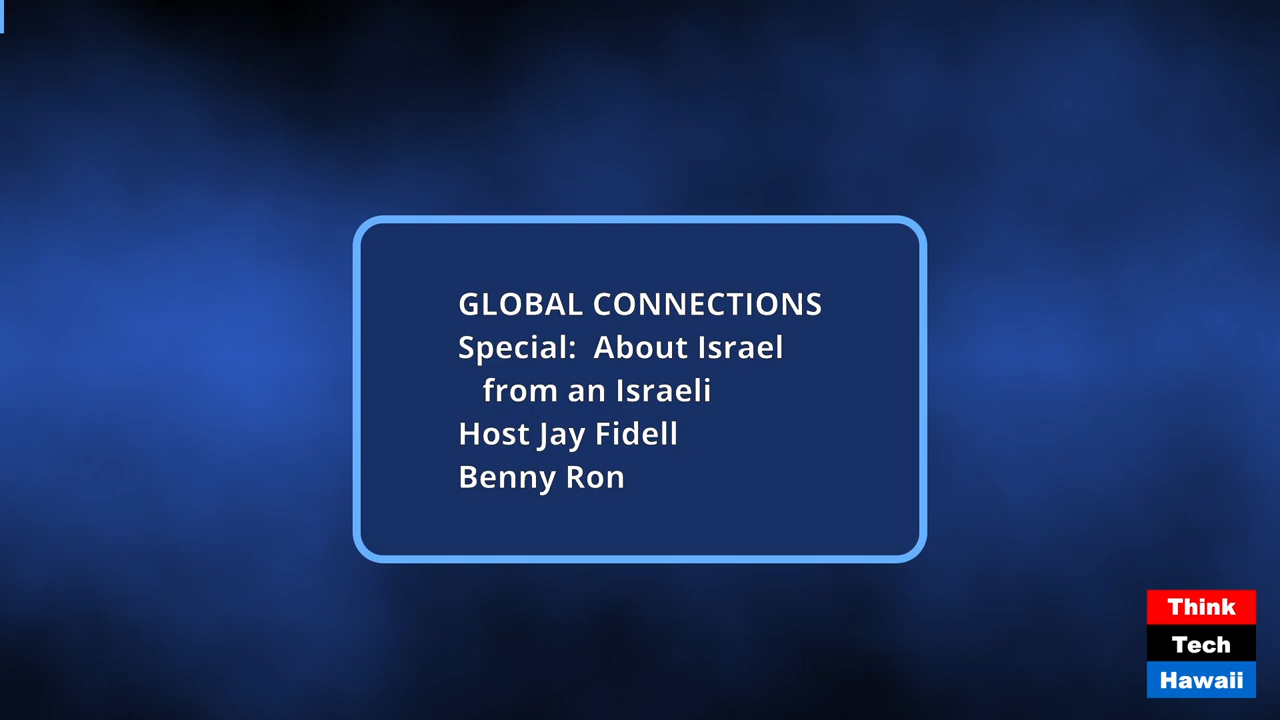 GLOBAL CONNECTIONS
Special:  About Israel
from an Israeli
Host Jay Fidell
Benny Ron
Think
Tech
Hawaii